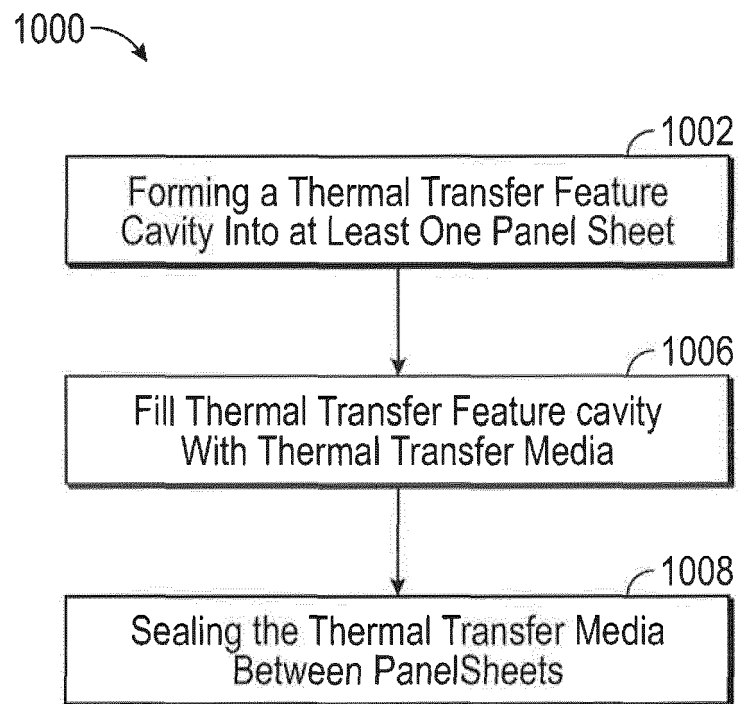 1000
1002
Forming a Thermal Transfer Feature
Cavity Into at Least One Panel Sheet
1006
Fill Thermal Transfer Feature cavity
With Thermal Transfer Media
1008
Sealing the Thermal Transfer Media
Between PanelSheets